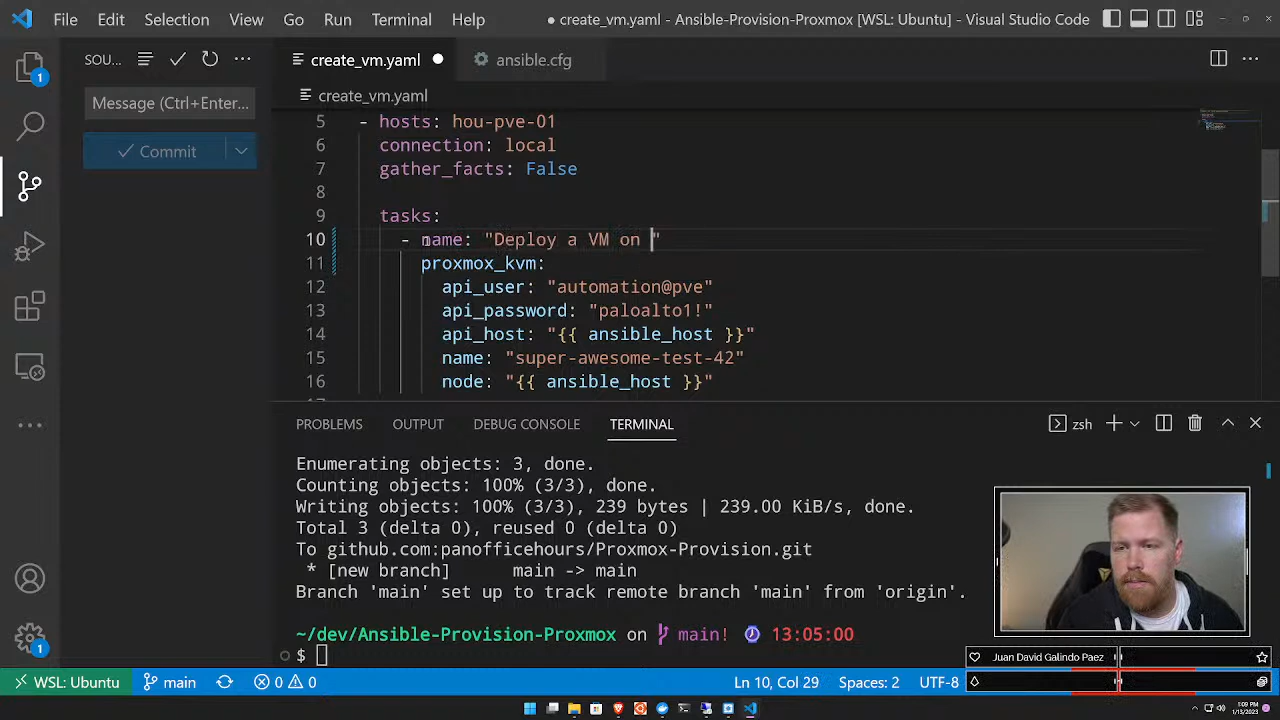 File Edit Selection View Go Run Terminal Help ● create_vm.yaml - Ansible-Provision-Proxmox [WSL: Ubuntu] - Visual Studio Code
SOU...
create_vm.yaml ●
ansible.cfg
1
Message (Ctrl+Enter...
Commit
create_vm.yaml
5 - hosts: hou-pve-01
6 connection: local
7 gather_facts: False
8
9 tasks:
10 - name: "Deploy a VM on "
11 proxmox_kvm:
12 api_user: "automation@pve"
13 api_password: "paloalto1!"
14 api_host: "{{ ansible_host }}"
15 name: "super-awesome-test-42"
16 node: "{{ ansible_host }}"
PROBLEMS OUTPUT DEBUG CONSOLE TERMINAL
zsh
Enumerating objects: 3, done.
Counting objects: 100% (3/3), done.
Writing objects: 100% (3/3), 239 bytes | 239.00 KiB/s, done.
Total 3 (delta 0), reused 0 (delta 0)
To github.com:panofficehours/Proxmox-Provision.git
* [new branch] main -> main
Branch 'main' set up to track remote branch 'main' from 'origin'.
~/dev/Ansible-Provision-Proxmox on main! 13:05:00
$
1
Juan David Galindo Paez
WSL: Ubuntu main 0 0 Ln 10, Col 29 Spaces: 2 UTF-8
1:09 PM
1/13/2023